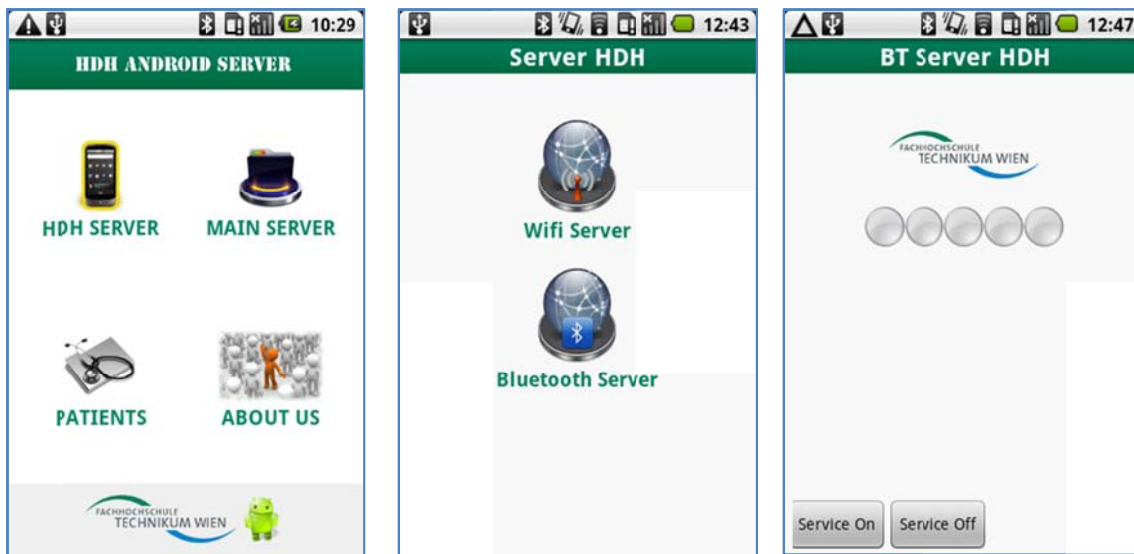 10:29
HDH ANDROID SERVER
HDH SERVER
MAIN SERVER
PATIENTS
ABOUT US
FACHHOCHSCHULE
TECHNIKUM WIEN
12:43
Server HDH
Wifi Server
Bluetooth Server
12:47
BT Server HDH
FACHHOCHSCHULE
TECHNIKUM WIEN
Service On
Service Off